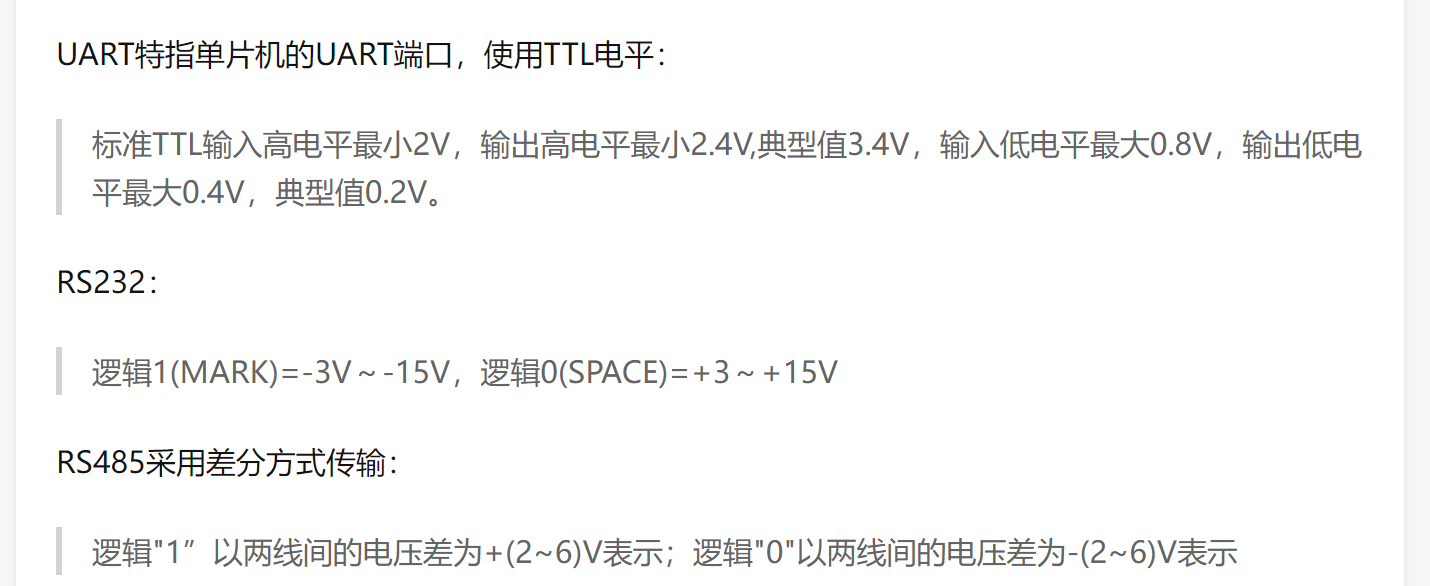 UART特指单片机的UART端口，使用TTL电平：
标准TTL输入高电平最小2V，输出高电平最小2.4V,典型值3.4V，输入低电平最大0.8V，输出低电
平最大0.4V，典型值0.2V。
RS232：
逻辑1(MARK)=-3V～-15V，逻辑0(SPACE)=+3～+15V
RS485采用差分方式传输：
逻辑"1”以两线间的电压差为+(2~6)V表示；逻辑"0"以两线间的电压差为-(2~6)V表示